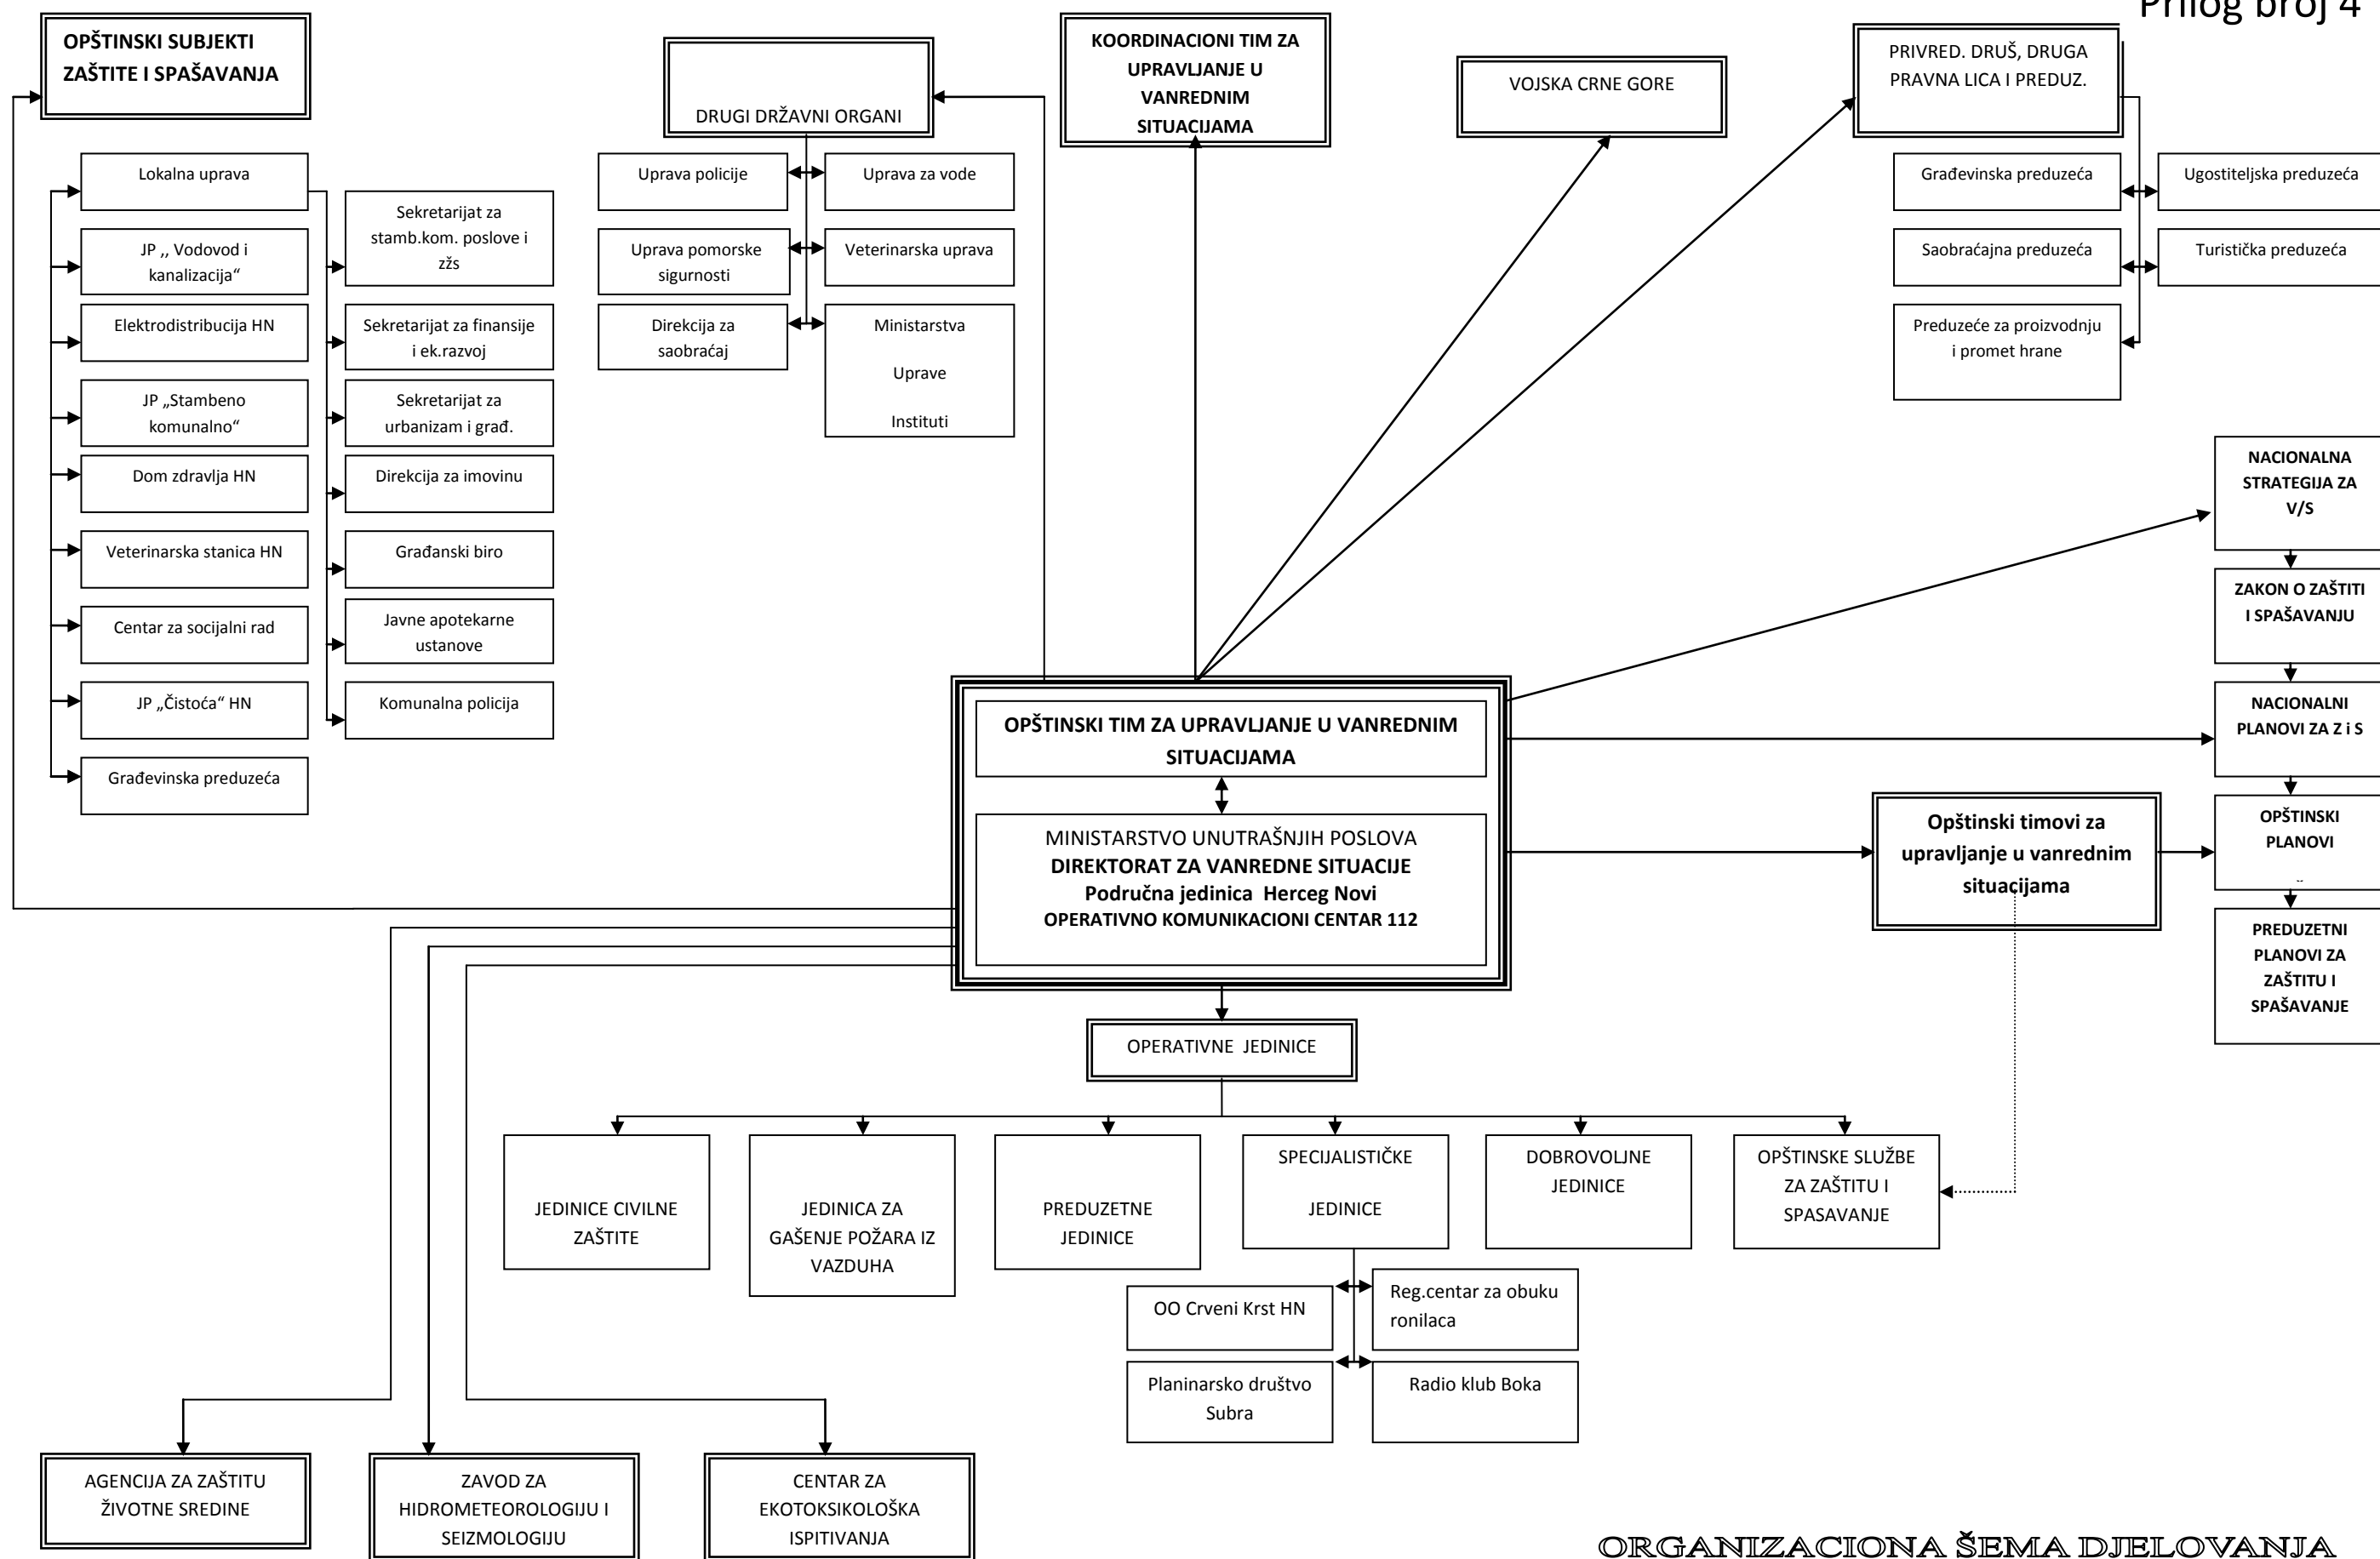 Prilog broj 4
OPŠTINSKI SUBJEKTI
ZAŠTITE I SPAŠAVANJA
DRUGI DRŽAVNI ORGANI
KOORDINACIONI TIM ZA
UPRAVLJANJE U
VANREDNIM
SITUACIJAMA
VOJSKA CRNE GORE
PRIVRED. DRUŠ, DRUGA
PRAVNA LICA I PREDUZ.
Lokalna uprava
JP ,, Vodovod i
kanalizacija“
Elektrodistribucija HN
JP „Stambeno
komunalno“
Dom zdravlja HN
Veterinarska stanica HN
Centar za socijalni rad
JP „Čistoća“ HN
Građevinska preduzeća
Sekretarijat za
stamb.kom. poslove i
zžs
Sekretarijat za finansije
i ek.razvoj
Sekretarijat za
urbanizam i građ.
Direkcija za imovinu
Građanski biro
Javne apotekarne
ustanove
Komunalna policija
Uprava policije
Uprava za vode
Uprava pomorske
sigurnosti
Veterinarska uprava
Direkcija za
saobraćaj
Ministarstva
Uprave
Instituti
Građevinska preduzeća
Ugostiteljska preduzeća
Saobraćajna preduzeća
Turistička preduzeća
Preduzeće za proizvodnju
i promet hrane
NACIONALNA
STRATEGIJA ZA
V/S
ZAKON O ZAŠTITI
I SPAŠAVANJU
NACIONALNI
PLANOVI ZA Z i S
OPŠTINSKI
PLANOVI
PREDUZETNI
PLANOVI ZA
ZAŠTITU I
SPAŠAVANJE
OPŠTINSKI TIM ZA UPRAVLJANJE U VANREDNIM
SITUACIJAMA
MINISTARSTVO UNUTRAŠNJIH POSLOVA
DIREKTORAT ZA VANREDNE SITUACIJE
Područna jedinica  Herceg Novi
OPERATIVNO KOMUNIKACIONI CENTAR 112
Opštinski timovi za
upravljanje u vanrednim
situacijama
OPERATIVNE  JEDINICE
JEDINICE CIVILNE
ZAŠTITE
JEDINICA ZA
GAŠENJE POŽARA IZ
VAZDUHA
PREDUZETNE
JEDINICE
SPECIJALISTIČKE
JEDINICE
DOBROVOLJNE
JEDINICE
OPŠTINSKE SLUŽBE
ZA ZAŠTITU I
SPASAVANJE
OO Crveni Krst HN
Reg.centar za obuku
ronilaca
Planinarsko društvo
Subra
Radio klub Boka
AGENCIJA ZA ZAŠTITU
ŽIVOTNE SREDINE
ZAVOD ZA
HIDROMETEOROLOGIJU I
SEIZMOLOGIJU
CENTAR ZA
EKOTOKSIKOLOŠKA
ISPITIVANJA
ORGANIZACIONA ŠEMA DJELOVANJA